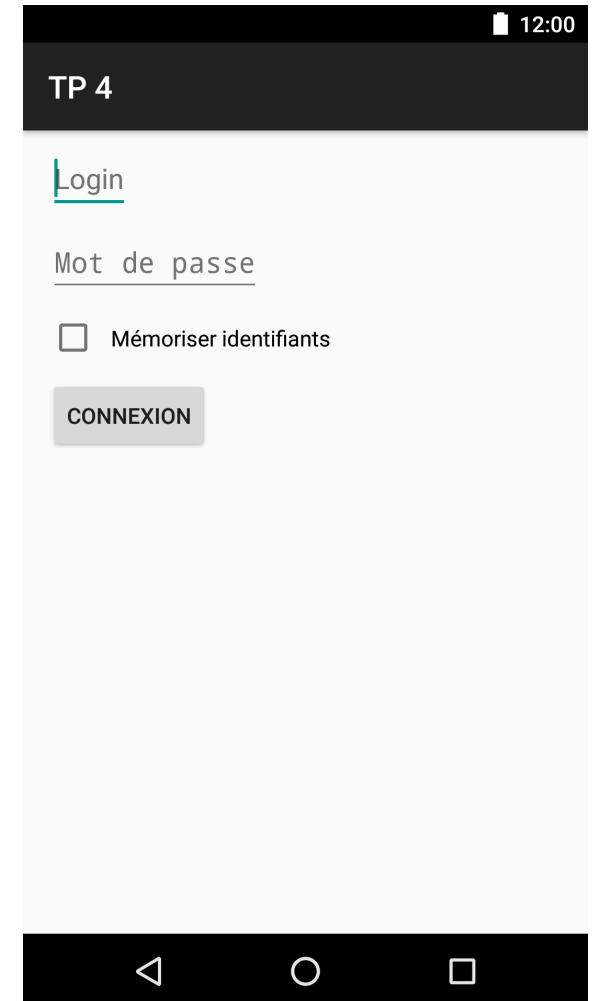 12:00
TP 4
Login
Mot de passe
Mémoriser identifiants
CONNEXION